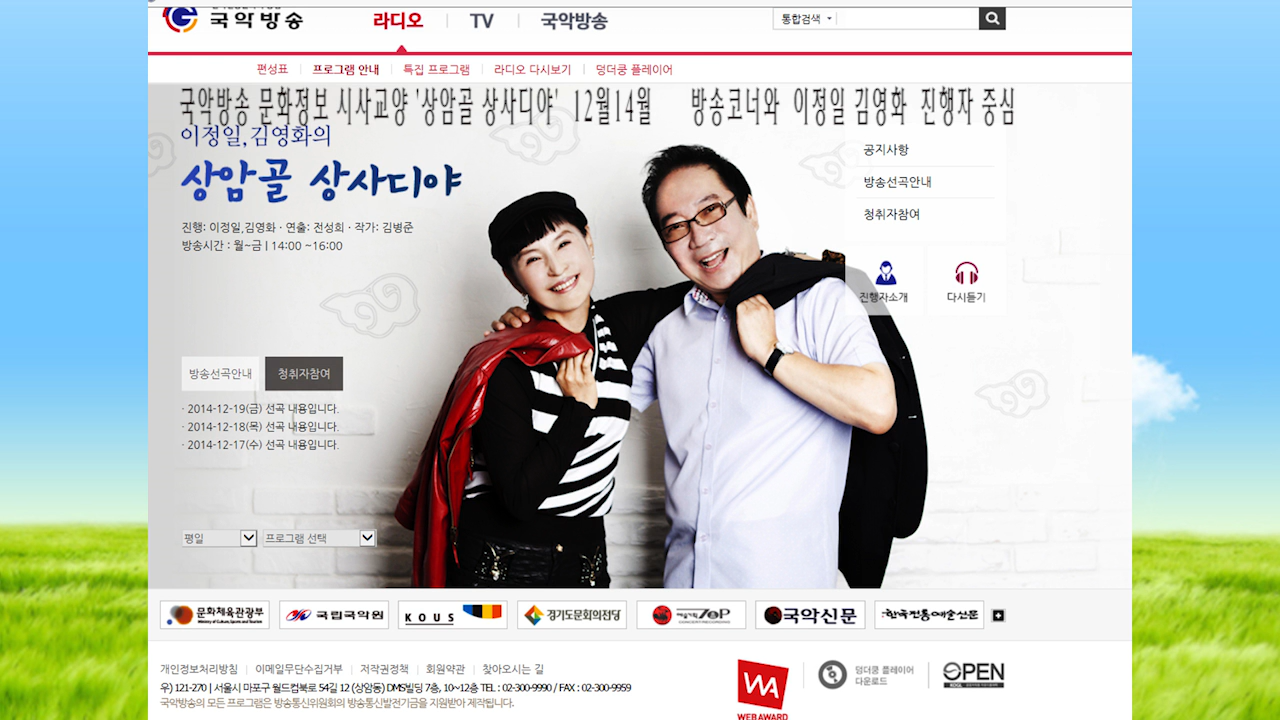 국악방송
라디오 | TV | 국악방송
통합검색
편성표 | 프로그램 안내 | 특집 프로그램 | 라디오 다시보기 | 덩더쿵 플레이어
국악방송 문화정보 시사교양 '상암골 상사디야' 12월14월 방송코너와 이정일 김영화 진행자 중심
이정일,김영화의
상암골 상사디야
진행: 이정일,김영화 · 연출: 전성희 · 작가: 김병준
방송시간 : 월~금 | 14:00 ~16:00
공지사항
방송선곡안내
청취자참여
진행자소개 다시듣기
방송선곡안내 청취자참여
· 2014-12-19(금) 선곡 내용입니다.
· 2014-12-18(목) 선곡 내용입니다.
· 2014-12-17(수) 선곡 내용입니다.
평일 프로그램 선택
문화체육관광부 국립국악원 KOUS 경기도문화의전당 TOP 국악신문 한국전통예술신문
Ministry of Culture, Sports and Tourism
개인정보처리방침 | 이메일무단수집거부 | 저작권정책 | 회원약관 | 찾아오시는 길
우) 121-270 | 서울시 마포구 월드컵북로 54길 12 (상암동) DMS빌딩 7층, 10~12층 TEL : 02-300-9990 / FAX : 02-300-9959
국악방송의 모든 프로그램은 방송통신위원회의 방송통신발전기금을 지원받아 제작됩니다.
WA
WEB AWARD
덩더쿵 플레이어
다운로드
OPEN